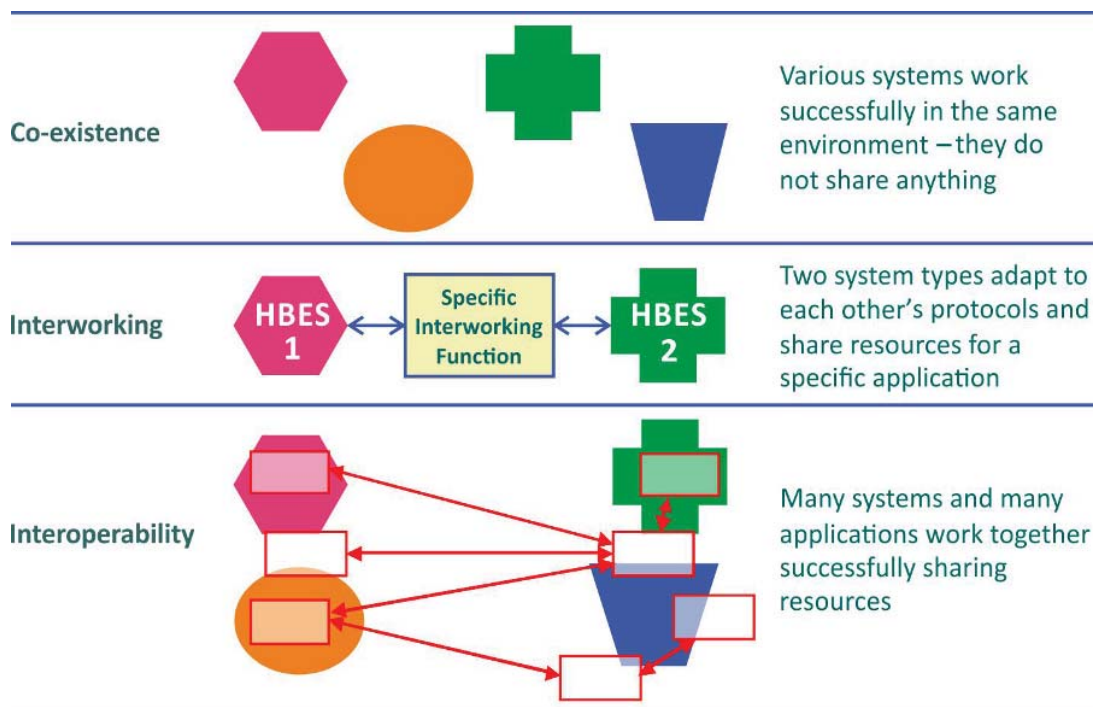 Co-existence
Various systems work
successfully in the same
environment – they do
not share anything
Interworking
HBES
1
Specific
Interworking
Function
HBES
2
Two system types adapt to
each other's protocols and
share resources for a
specific application
Interoperability
Many systems and many
applications work together
successfully sharing
resources